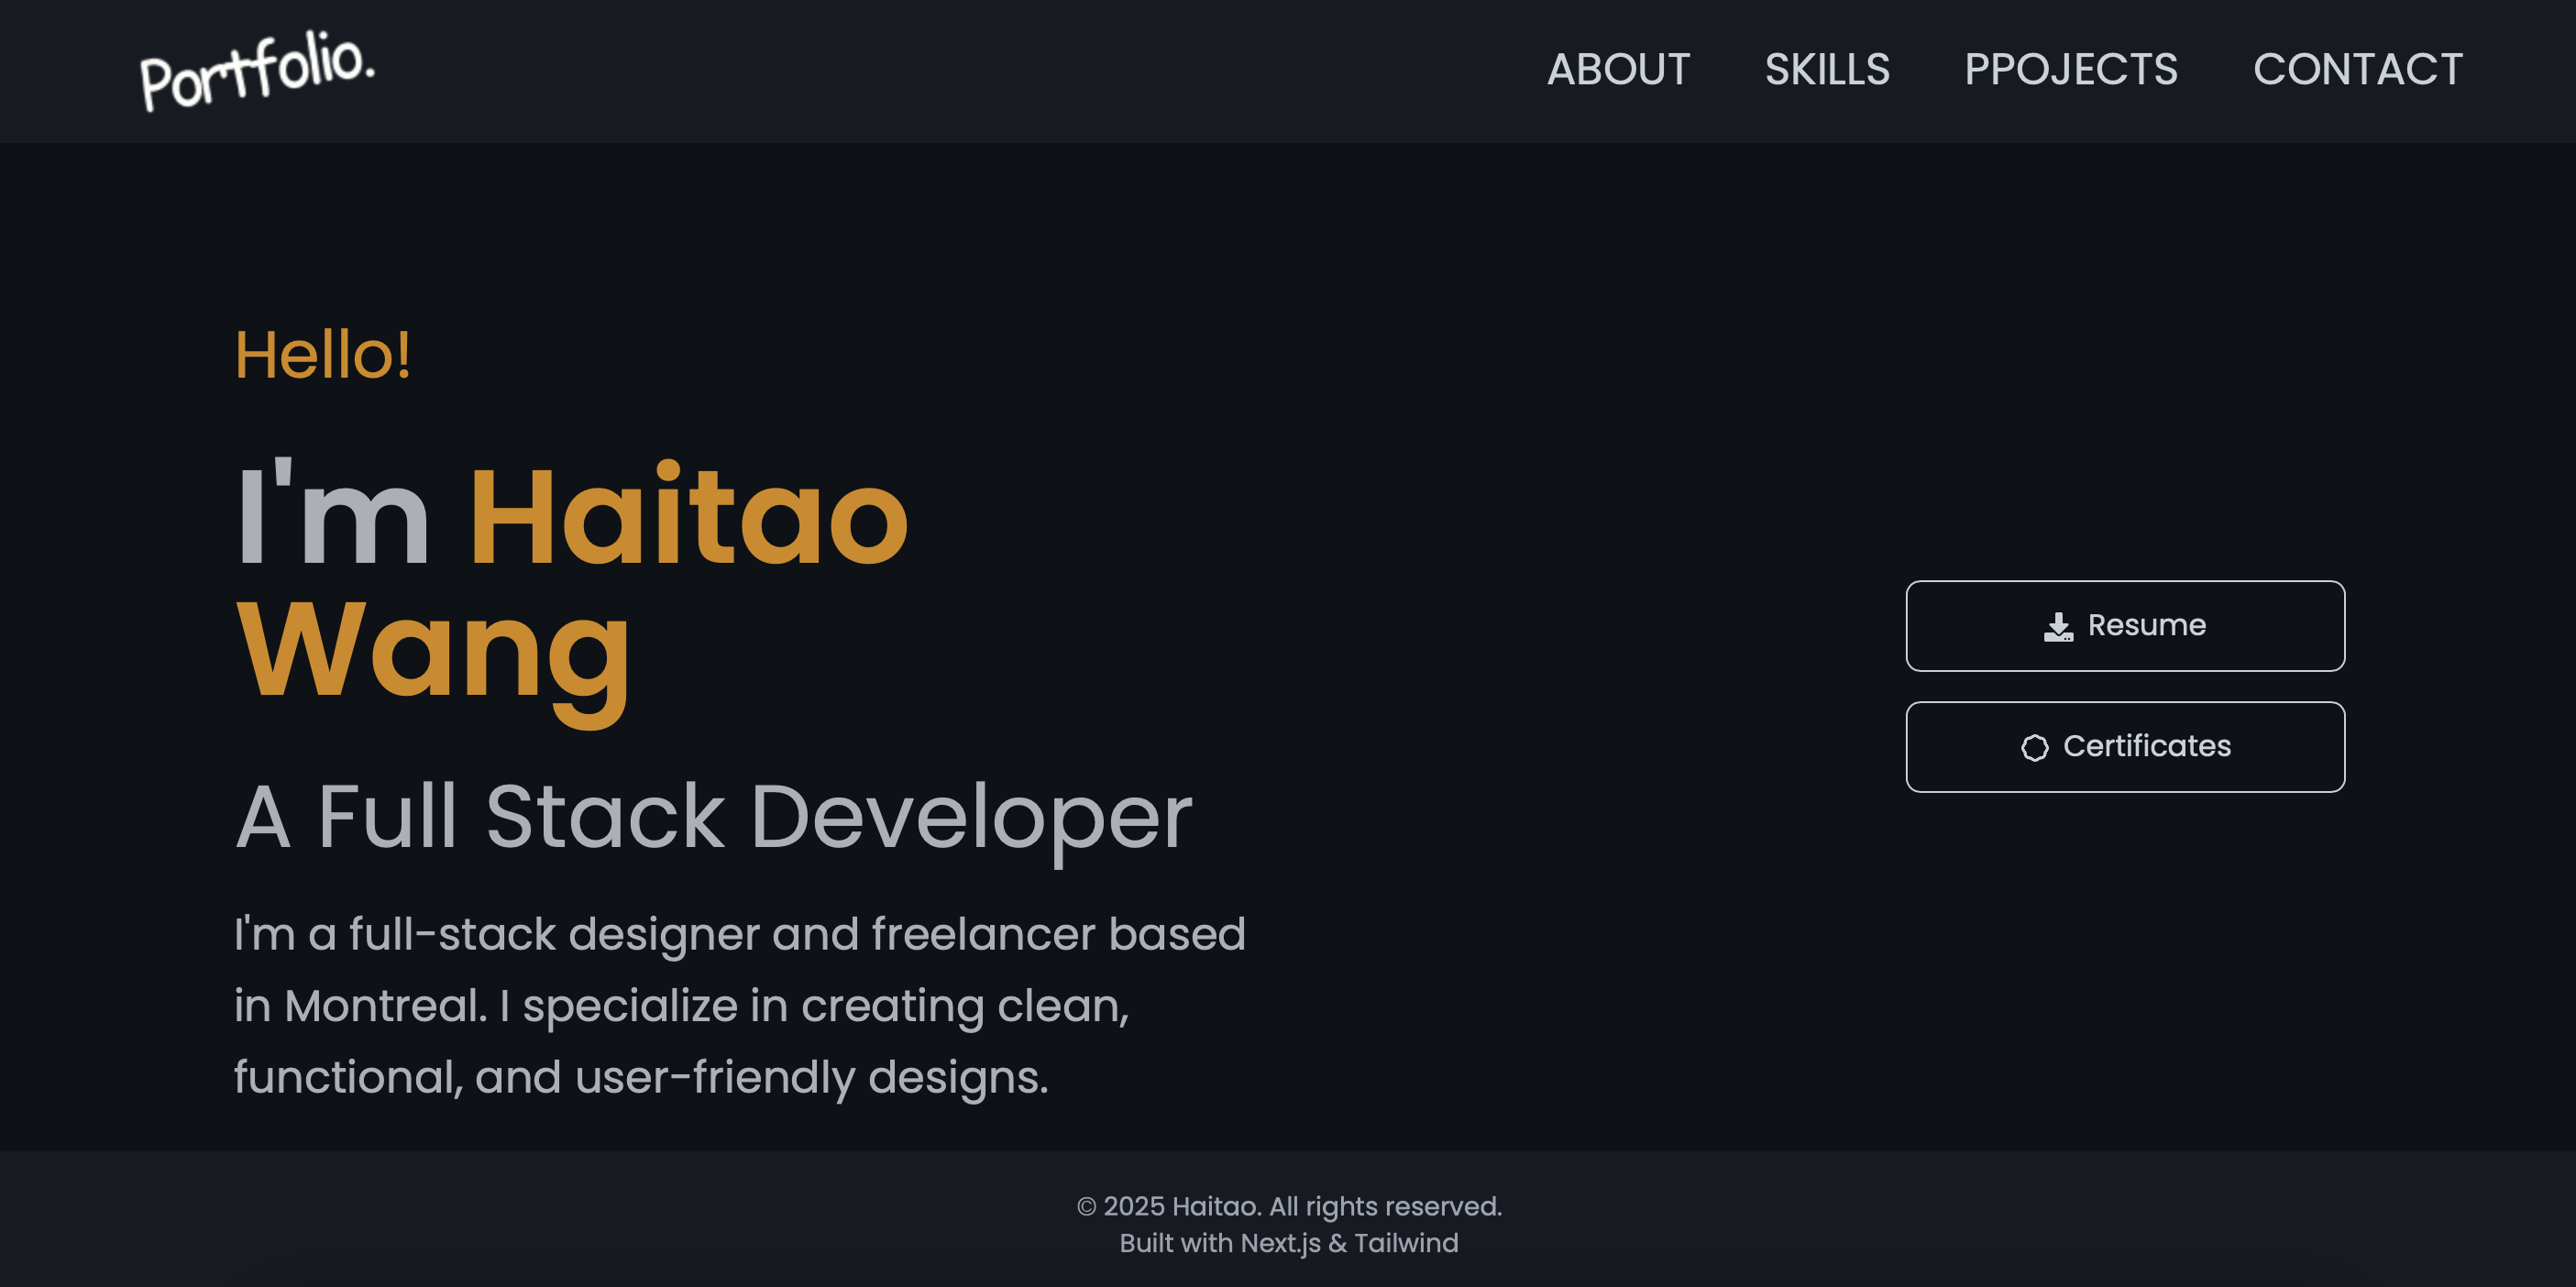 Portfolio.
ABOUT SKILLS PPOJECTS CONTACT
Hello!
I'm Haitao
Wang
A Full Stack Developer
I'm a full-stack designer and freelancer based
in Montreal. I specialize in creating clean,
functional, and user-friendly designs.
Resume
Certificates
© 2025 Haitao. All rights reserved.
Built with Next.js & Tailwind